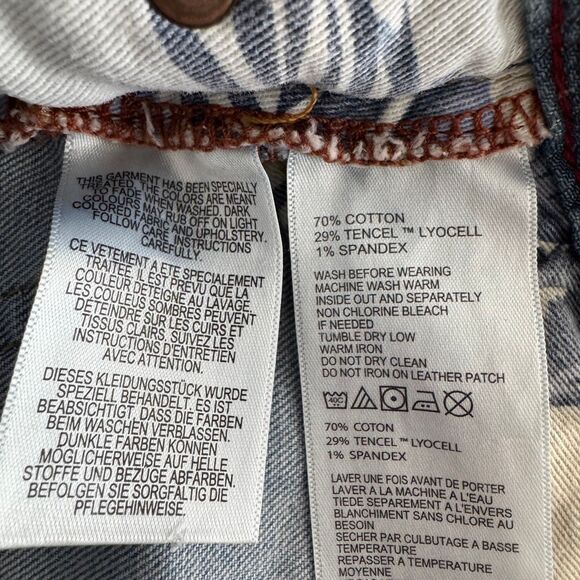 THIS GARMENT HAS BEEN SPECIALLY
TREATED. THE COLORS ARE MEANT
TO FADE WHEN WASHED. DARK
COLOURS MAY RUB OFF ON LIGHT
COLORED FABRIC AND UPHOLSTERY.
FOLLOW CARE INSTRUCTIONS
CAREFULLY.
CE VETEMENT A ETE SPECIALEMENT
TRAITEE. IL EST PREVU QUE LA
COULEUR DETEIGNE AU LAVAGE.
LES COULEUR SOMBRES PEUVENT
DETEINDRE SUR LES CUIRS ET
TISSUS CLAIRS, SUIVEZ LES
INSTRUCTIONS D'ENTRETIEN
AVEC ATTENTION.
DIESES KLEIDUNGSSTÜCK WURDE
SPEZIELL BEHANDELT. ES IST
BEABSICHTIGT, DASS DIE FARBEN
BEIM WASCHEN VERBLASSEN.
DUNKLE FARBEN KÖNNEN
MÖGLICHERWEISE AUF HELLE
STOFFE UND BEZÜGE ABFÄRBEN.
BEFOLGEN SIE SORGFÄLTIG DIE
PFLEGEHINWEISE.
70% COTTON
29% TENCEL™ LYOCELL
1% SPANDEX
WASH BEFORE WEARING
MACHINE WASH WARM
INSIDE OUT AND SEPARATELY
NON CHLORINE BLEACH
IF NEEDED
TUMBLE DRY LOW
WARM IRON
DO NOT DRY CLEAN
DO NOT IRON ON LEATHER PATCH
70% COTON
29% TENCEL™ LYOCELL
1% SPANDEX
LAVER UNE FOIS AVANT DE PORTER
LAVER A LA MACHINE A L'EAU
TIEDE SEPAREMENT A L'ENVERS
BLANCHIMENT SANS CHLORE AU
BESOIN
SECHER PAR CULBUTAGE A BASSE
TEMPERATURE
REPASSER A TEMPERATURE
MOYENNE